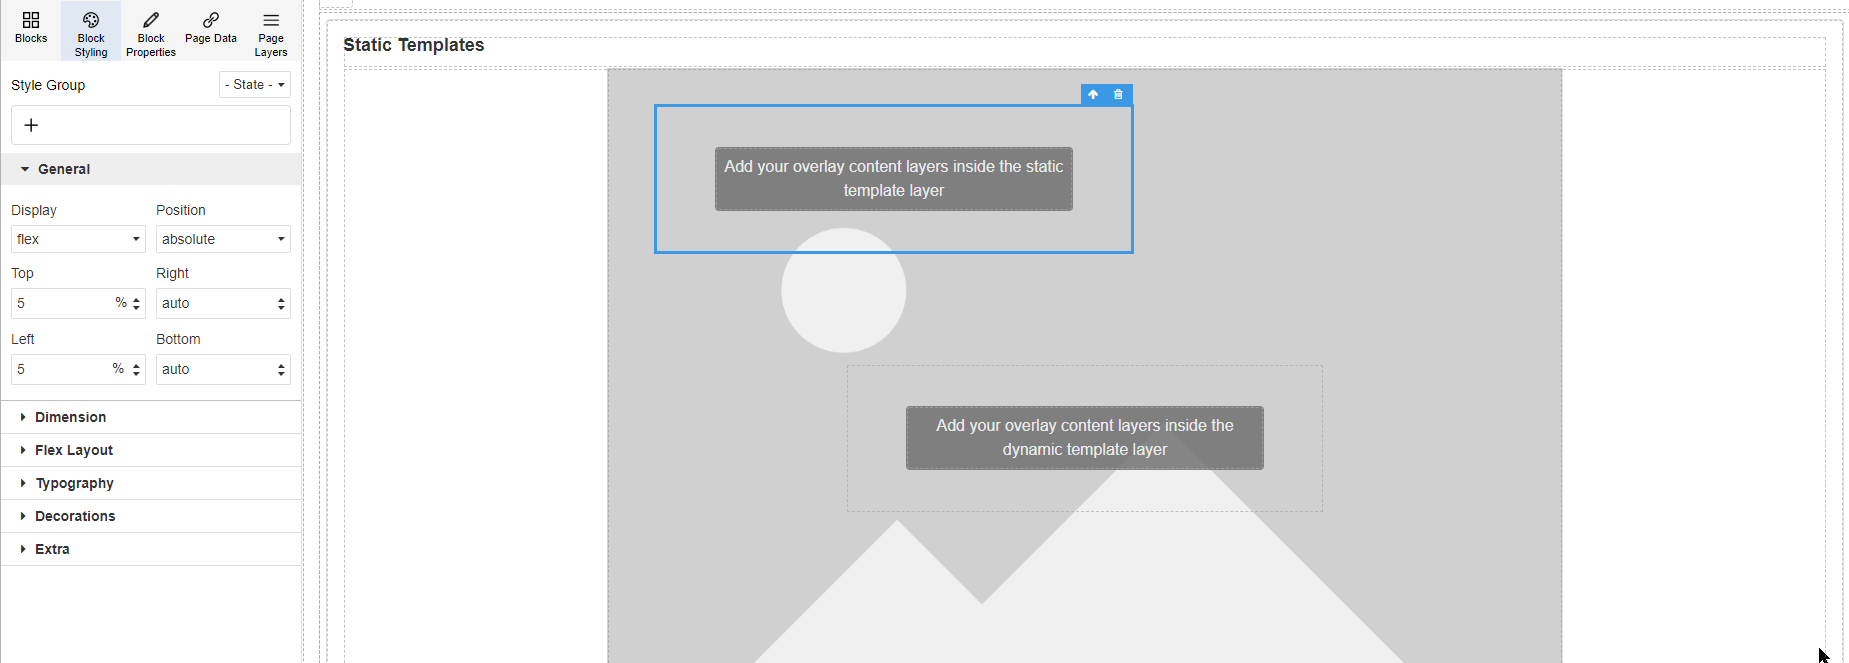 Blocks
Block
Styling
Block
Properties
Page Data
Page
Layers
Style Group
- State -
General
Display
Position
flex
absolute
Top
Right
5
%
auto
Left
Bottom
5
%
auto
Dimension
Flex Layout
Typography
Decorations
Extra
Static Templates
Add your overlay content layers inside the static
template layer
Add your overlay content layers inside the
dynamic template layer